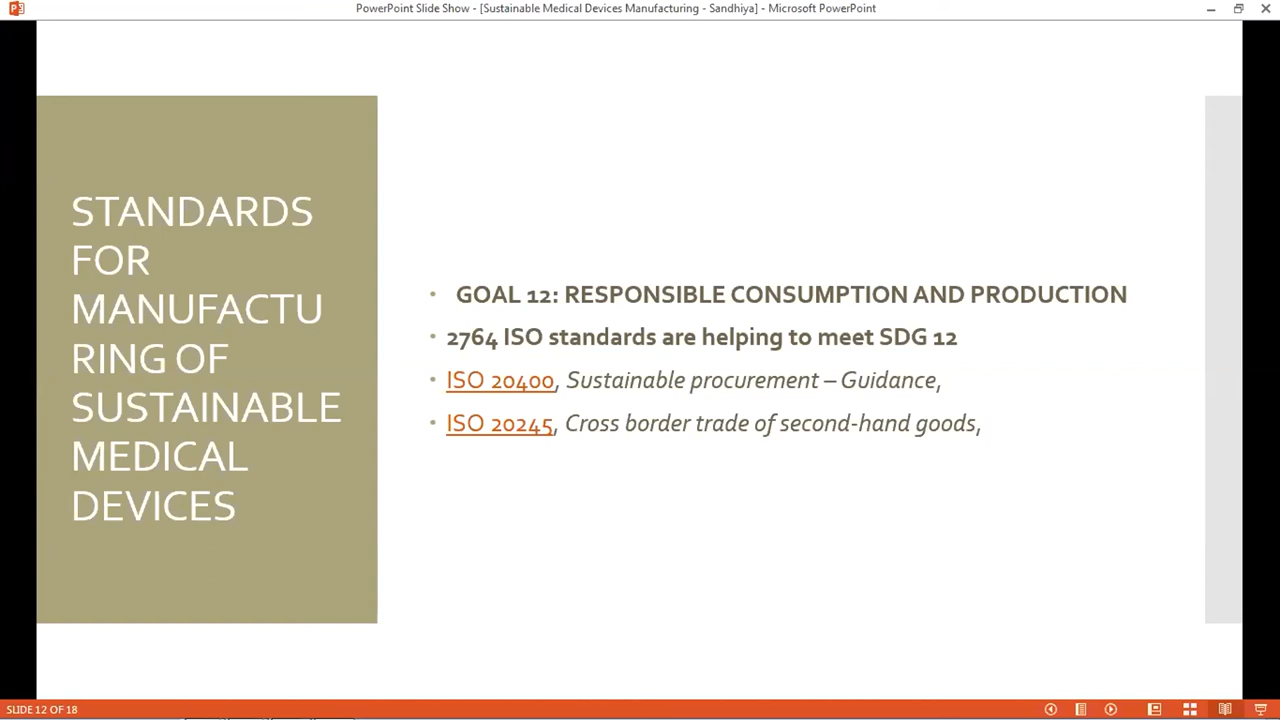 PowerPoint Slide Show - [Sustainable Medical Devices Manufacturing - Sandhiya] - Microsoft PowerPoint
STANDARDS
FOR
MANUFACTU
RING OF
SUSTAINABLE
MEDICAL
DEVICES
• GOAL 12: RESPONSIBLE CONSUMPTION AND PRODUCTION
• 2764 ISO standards are helping to meet SDG 12
• ISO 20400, Sustainable procurement – Guidance,
• ISO 20245, Cross border trade of second-hand goods,
SLIDE 12 OF 18